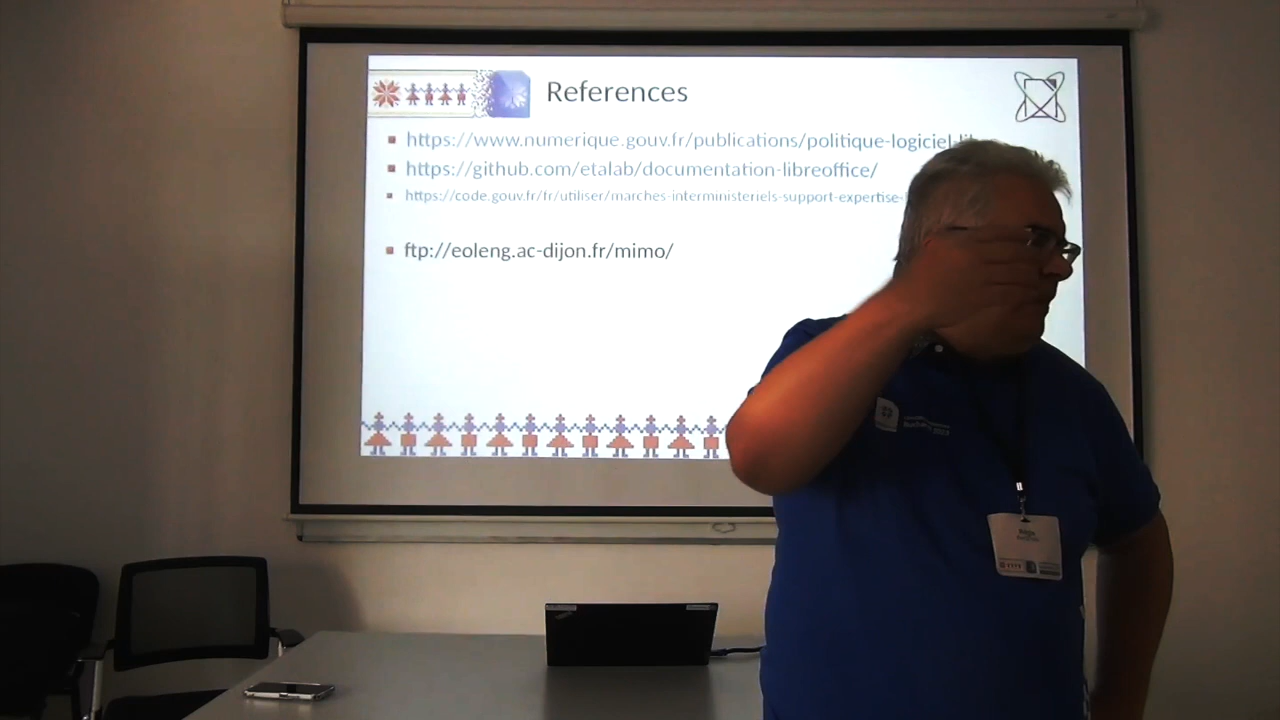 References
https://www.numerique.gouv.fr/publications/politique-logiciel-li
https://github.com/etalab/documentation-libreoffice/
https://code.gouv.fr/fr/utiliser/marches-interministeriels-support-expertise-
ftp://eoleng.ac-dijon.fr/mimo/